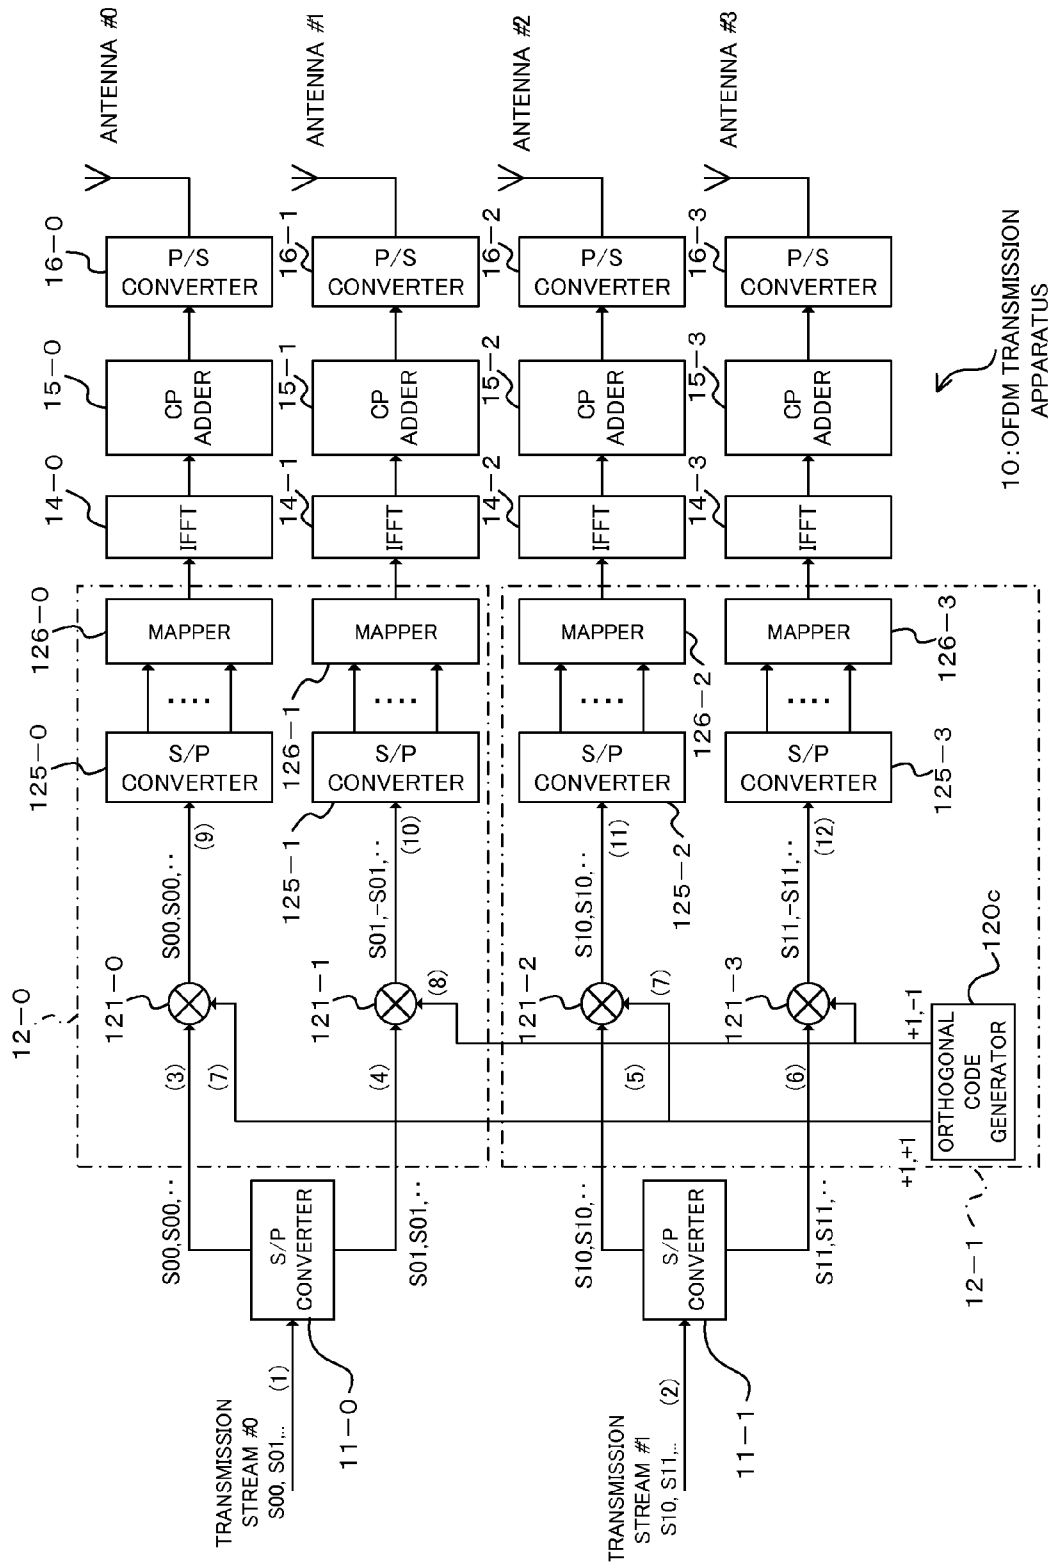 TRANSMISSION
STREAM #0
S00, S01,...
(1)
11-0
S/P
CONVERTER
S00,S00,··
S01,S01,··
12-0
(3)
(7)
(4)
121-0
121-1
(8)
S00,S00,··
(9)
S01,-S01,··
(10)
125-0
S/P
CONVERTER
125-1
S/P
CONVERTER
····
····
126-0
MAPPER
126-1
MAPPER
14-0
IFFT
14-1
IFFT
15-0
CP
ADDER
15-1
CP
ADDER
16-0
P/S
CONVERTER
16-1
P/S
CONVERTER
ANTENNA #0
ANTENNA #1
TRANSMISSION
STREAM #1
S10, S11,...
(2)
11-1
S/P
CONVERTER
S10,S10,··
S11,S11,··
12-1
(5)
(6)
121-2
(7)
121-3
S10,S10,··
(11)
S11,-S11,··
(12)
+1,+1
+1,-1
ORTHOGONAL
CODE
GENERATOR
120c
S/P
CONVERTER
125-2
S/P
CONVERTER
125-3
····
····
MAPPER
126-2
MAPPER
126-3
14-2
IFFT
14-3
IFFT
15-2
CP
ADDER
15-3
CP
ADDER
16-2
P/S
CONVERTER
16-3
P/S
CONVERTER
ANTENNA #2
ANTENNA #3
10:OFDM TRANSMISSION
APPARATUS